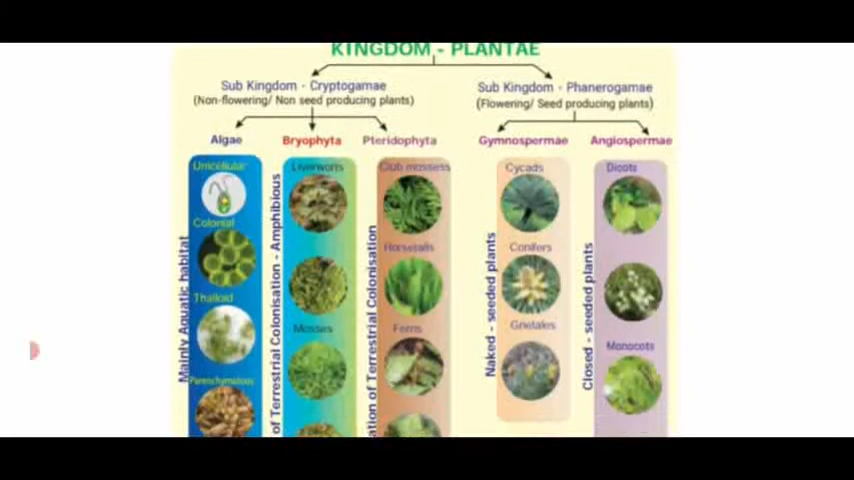 KINGDOM - PLANTAE
Sub Kingdom - Cryptogamae
(Non-flowering/ Non seed producing plants)
Sub Kingdom - Phanerogamae
(Flowering/ Seed producing plants)
Algae
Bryophyta
Pteridophyta
Gymnospermae
Angiospermae
Unicellular
Colonial
Thalloid
Parenchymatous
Mainly Aquatic habitat
Liverworts
Mosses
of Terrestrial Colonisation - Amphibious
Club mossess
Horsetails
Ferns
ation of Terrestrial Colonisation
Cycads
Conifers
Gnetales
Naked - seeded plants
Dicots
Monocots
Closed - seeded plants